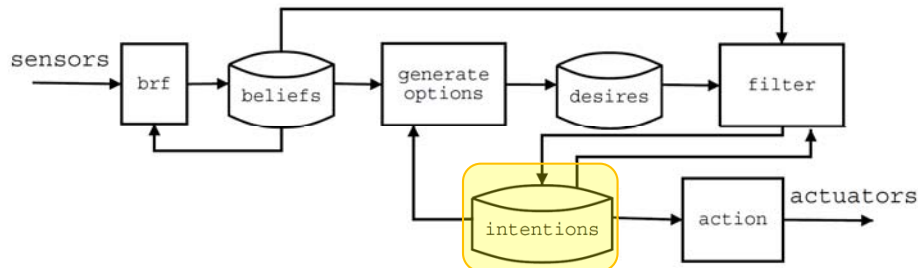 sensors
brf
beliefs
generate
options
desires
filter
intentions
action
actuators